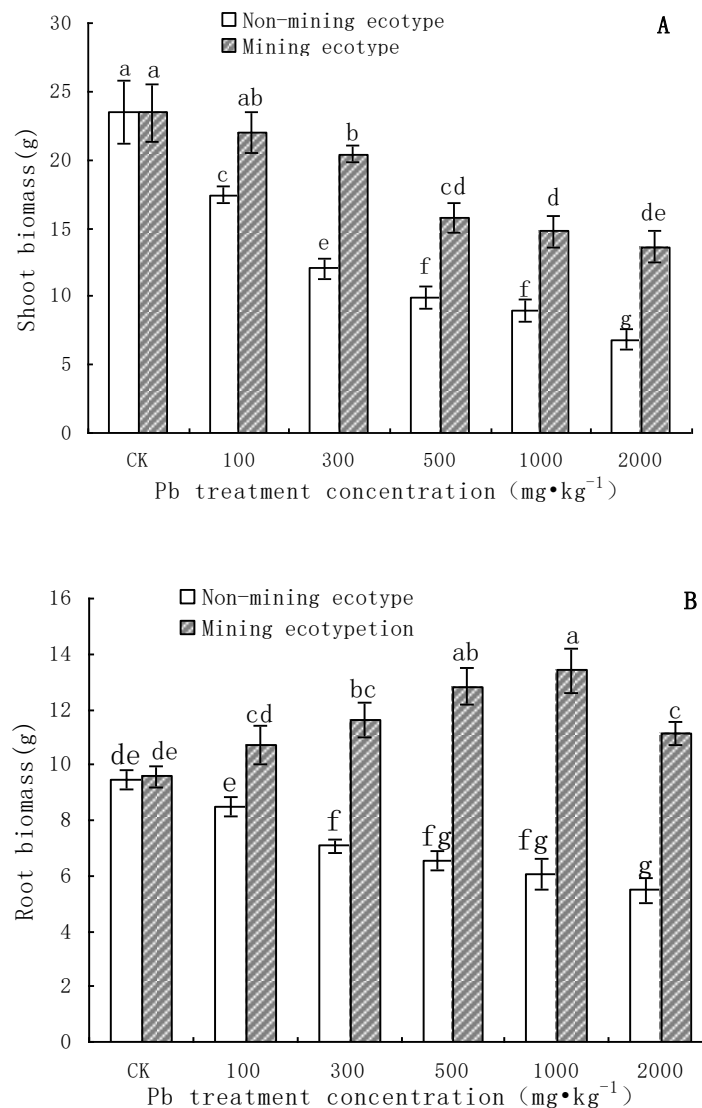 Non-mining ecotype
Mining ecotype
A
30
25
20
15
10
5
0
Shoot biomass(g)
a a ab c b e cd f d f de g
CK 100 300 500 1000 2000
Pb treatment concentration (mg•kg⁻¹)
Non-mining ecotype
Mining ecotypetion
B
16
14
12
10
8
6
4
2
0
Root biomass(g)
de de e cd f bc fg ab fg a g c
CK 100 300 500 1000 2000
Pb treatment concentration (mg•kg⁻¹)